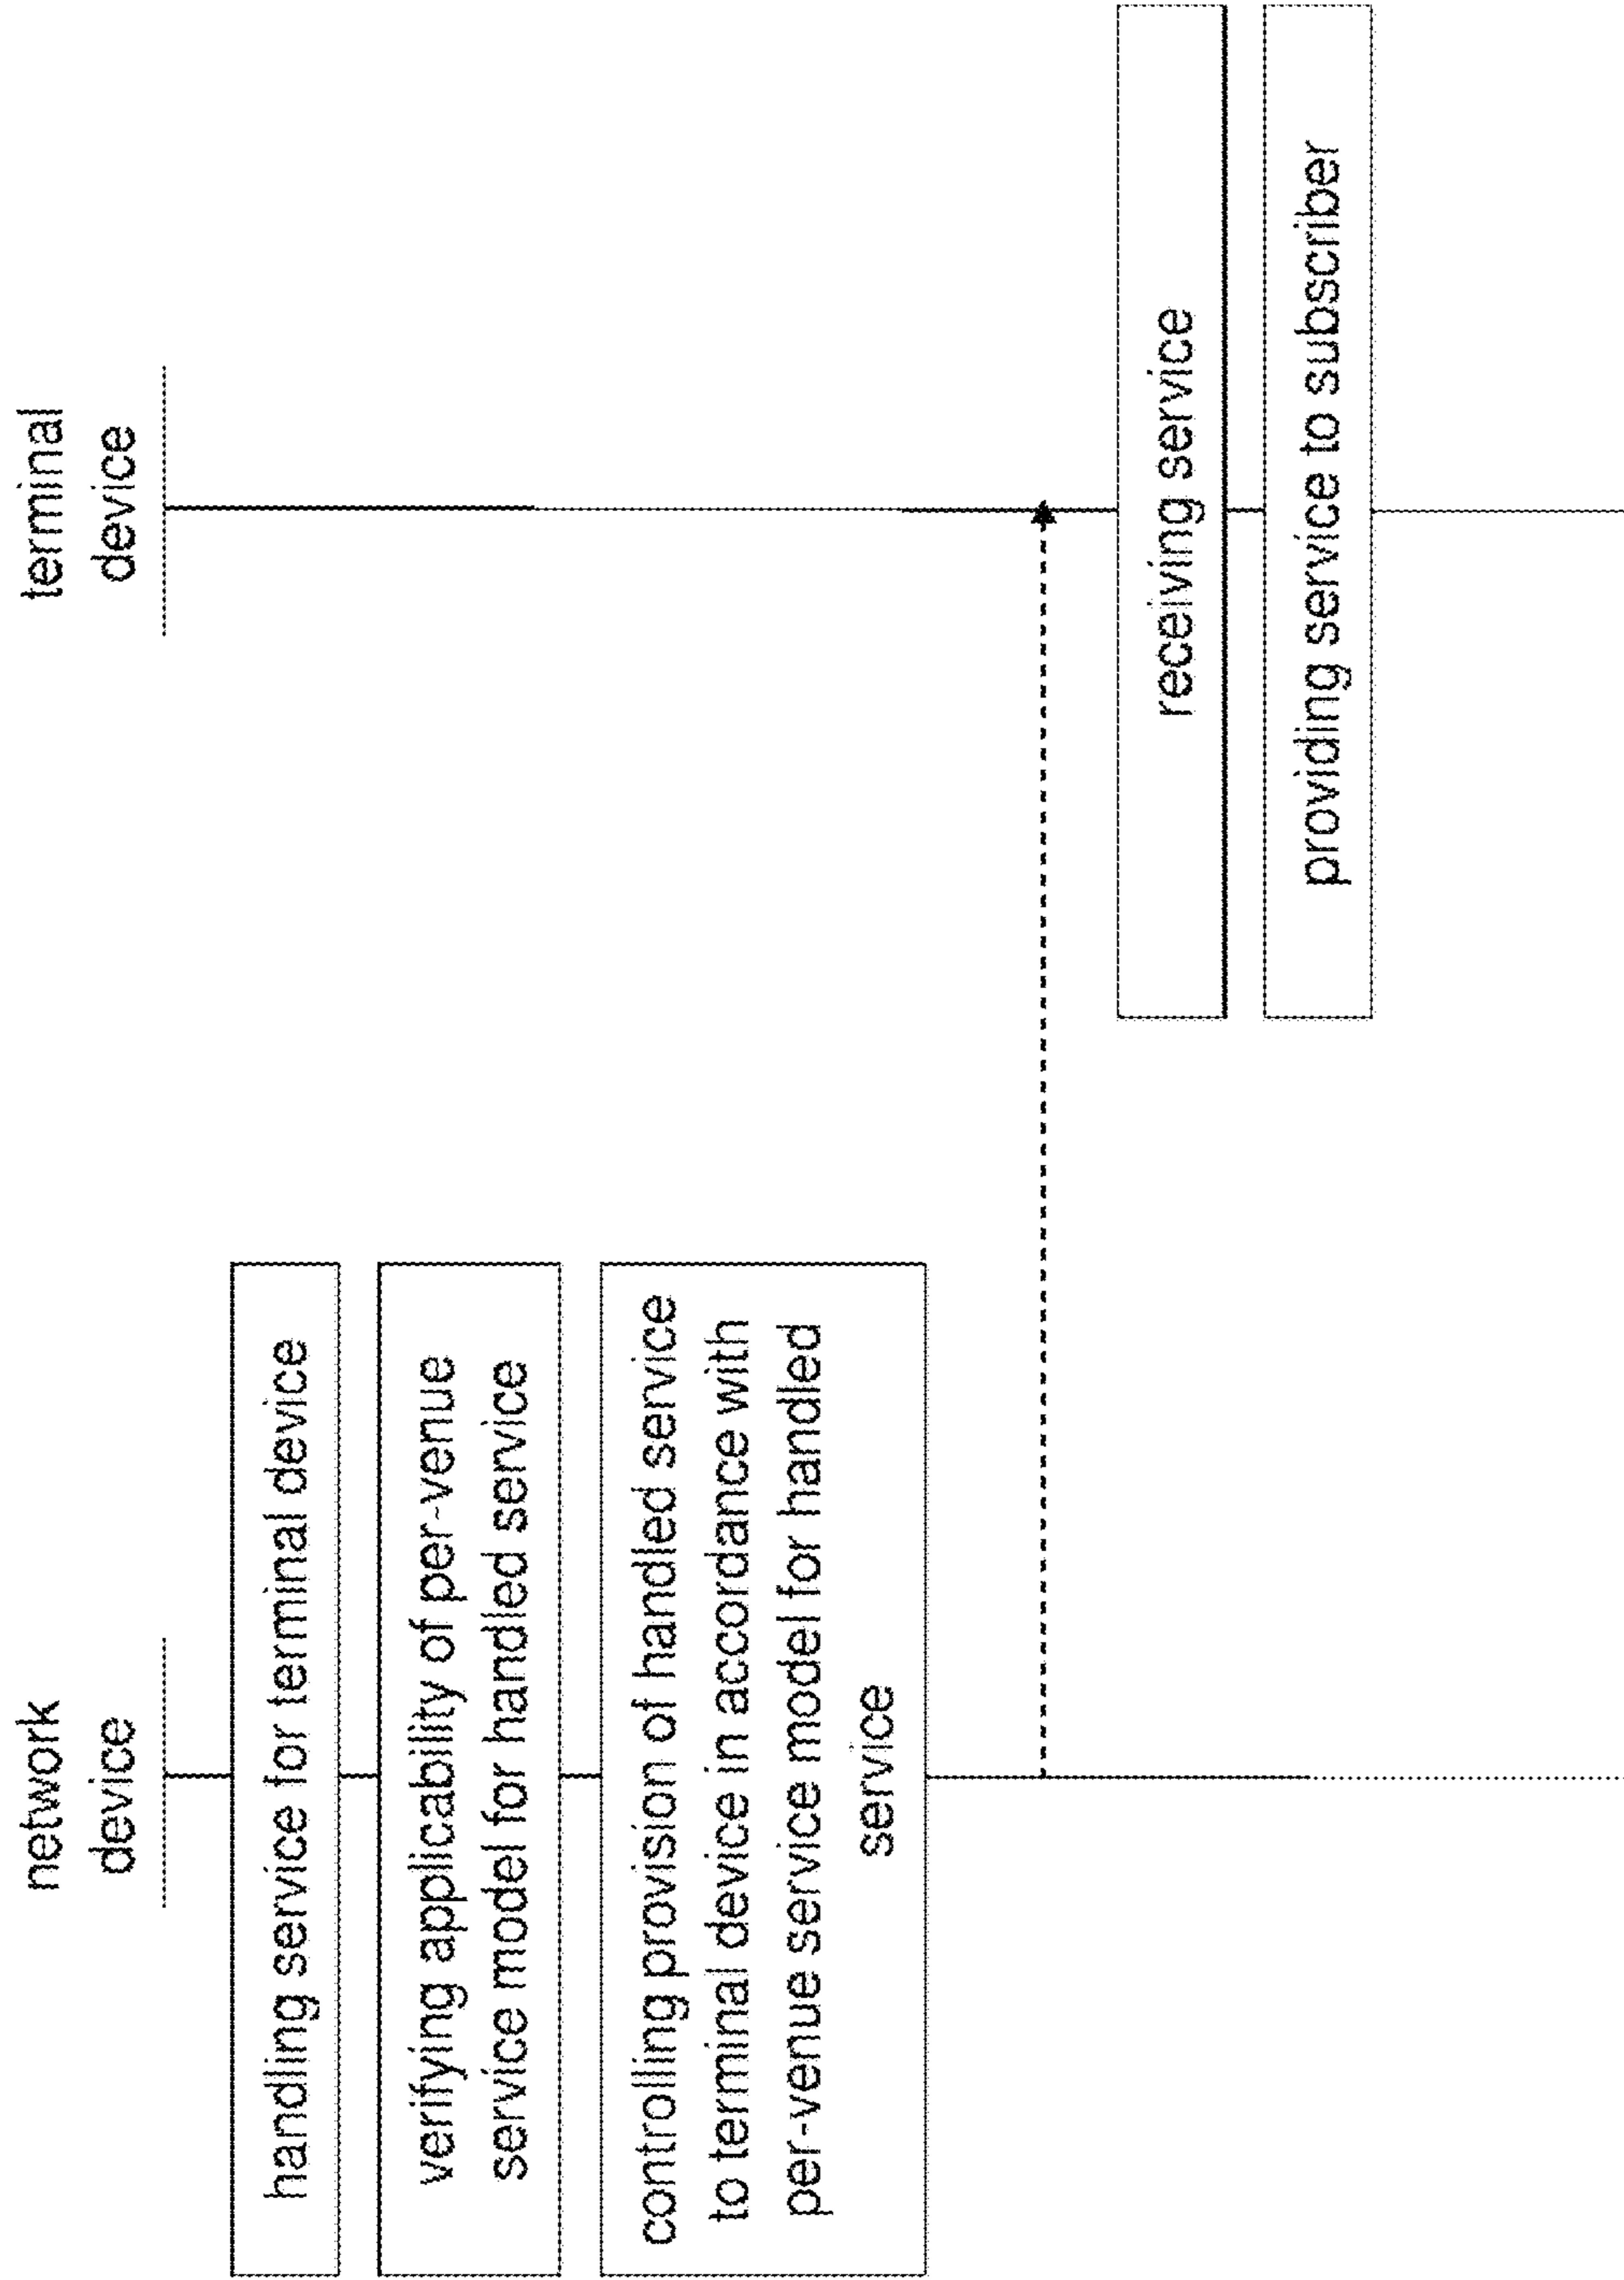 network
device
terminal
device
handling service for terminal device
verifying applicability of per-venue
service model for handled service
controlling provision of handled service
to terminal device in accordance with
per-venue service model for handled
service
receiving service
providing service to subscriber